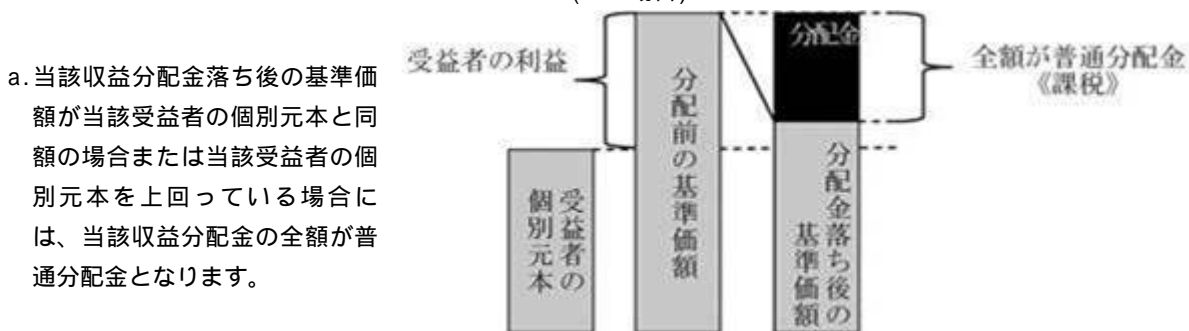 a.当該収益分配金落ち後の基準価
額が当該受益者の個別元本と同
額の場合または当該受益者の個
別元本を上回っている場合に
は、当該収益分配金の全額が普
通分配金となります。
受益者の利益
受益者の
個別元本
分配前の基準価額
分配金
分配金落ち後の
基準価額
全額が普通分配金
《課税》